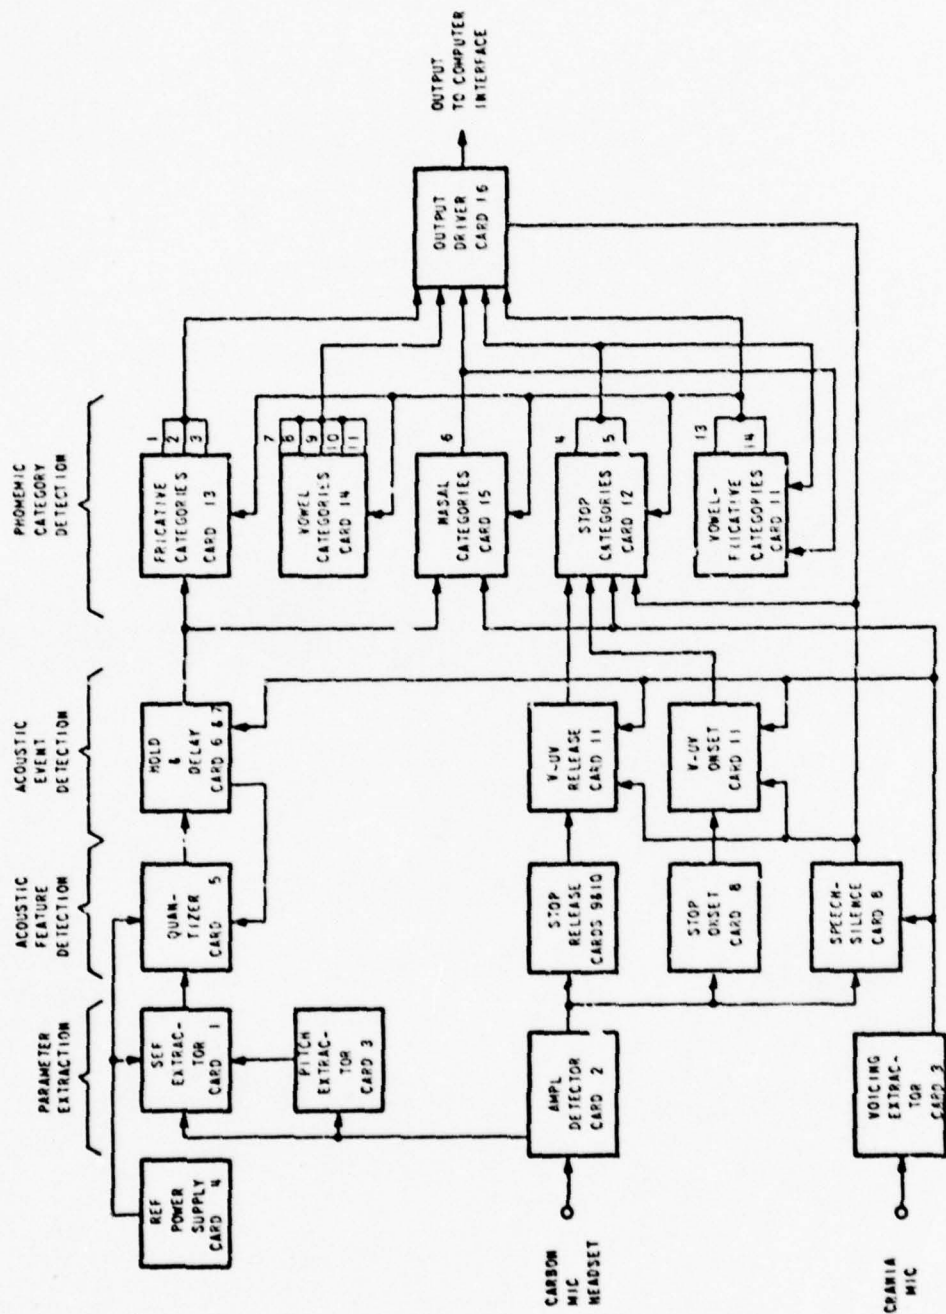 PARAMETER
EXTRACTION
ACOUSTIC
FEATURE
DETECTION
ACOUSTIC
EVENT
DETECTION
PHOMEMIC
CATEGORY
DETECTION
REF
POWER
SUPPLY
CARD 4
SEF
EXTRAC-
TOR
CARD 1
QUAN-
TIZER
CARD 5
HOLD
&
DELAY
CARD 6 & 7
FRICATIVE
CATEGORIES
CARD 13
1
2
3
PITCH
EXTRAC-
TOR
CARD 3
VOWEL
CATEGORIES
CARD 14
7
8
9
10
11
NASAL
CATEGORIES
CARD 15
6
OUTPUT
DRIVER
CARD 16
OUTPUT
TO COMPUTER
INTERFACE
CARBON
MIC
HEADSET
AMPL
DETECTOR
CARD 2
STOP
RELEASE
CARDS 9&10
V-UV
RELEASE
CARD 11
STOP
CATEGORIES
CARD 12
4
5
STOP
ONSET
CARD 8
V-UV
ONSET
CARD 11
VOWEL-
FRICATIVE
CATEGORIES
CARD 11
13
14
CRANIA
MIC
VOICING
EXTRAC-
TOR
CARD 3
SPEECH-
SILENCE
CARD 8